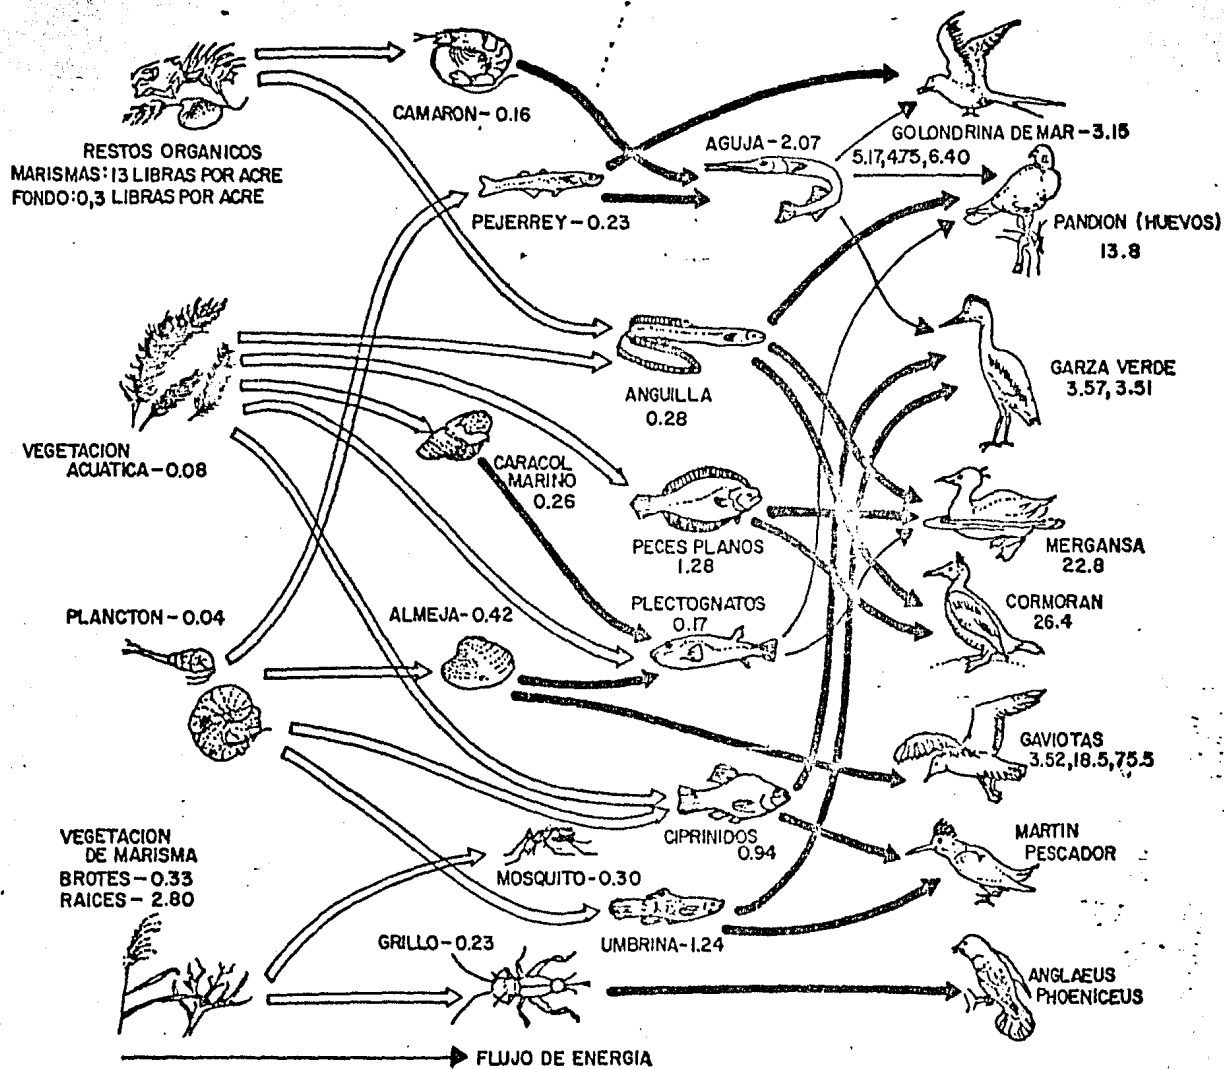 CAMARON-0.16
RESTOS ORGANICOS
MARISMAS: 13 LIBRAS POR ACRE
FONDO:0,3 LIBRAS POR ACRE
AGUJA-2.07
GOLONDRINA DE MAR-3.15
5.17,4.75,6.40
PEJERREY-0.23
PANDION (HUEVOS)
13.8
ANGUILLA
0.28
GARZA VERDE
3.57, 3.51
VEGETACION
ACUATICA-0.08
CARACOL
MARINO
0.26
PECES PLANOS
1.28
MERGANSA
22.8
PLECTOGNATOS
0.17
CORMORAN
26.4
PLANCTON-0.04
ALMEJA-0.42
GAVIOTAS
3.52,18.5,75.5
VEGETACION
DE MARISMA
BROTES-0.33
RAICES-2.80
CIPRINIDOS
0.94
MARTIN
PESCADOR
MOSQUITO-0.30
GRILLO-0.23
UMBRINA-1.24
ANGLAEUS
PHOENICEUS
FLUJO DE ENERGIA